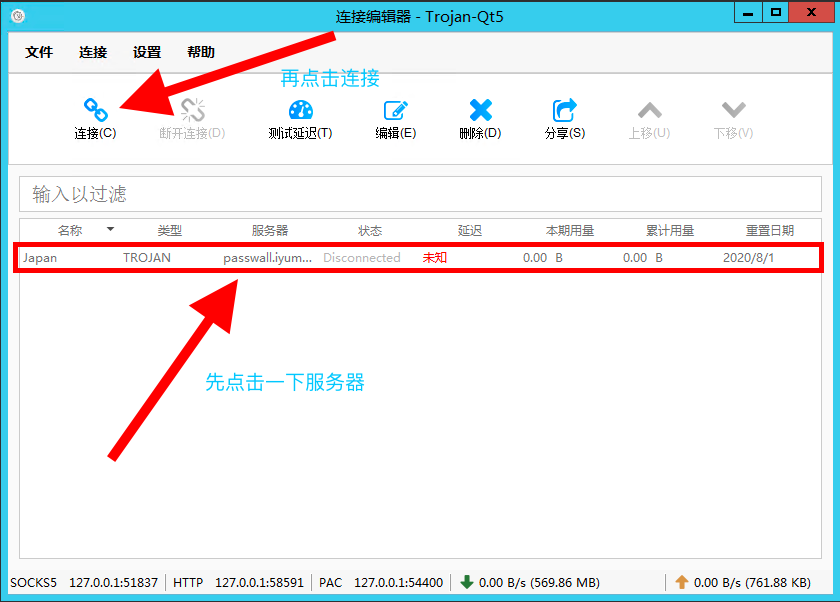 连接编辑器 - Trojan-Qt5
文件 连接 设置 帮助
再点击连接
连接(C) 断开连接(D) 测试延迟(T) 编辑(E) 删除(D) 分享(S) 上移(U) 下移(V)
输入以过滤
名称 类型 服务器 状态 延迟 本期用量 累计用量 重置日期
Japan TROJAN passwall.iyum... Disconnected 未知 0.00 B 0.00 B 2020/8/1
先点击一下服务器
SOCKS5 127.0.0.1:51837 HTTP 127.0.0.1:58591 PAC 127.0.0.1:54400 0.00 B/s (569.86 MB) 0.00 B/s (761.88 KB)